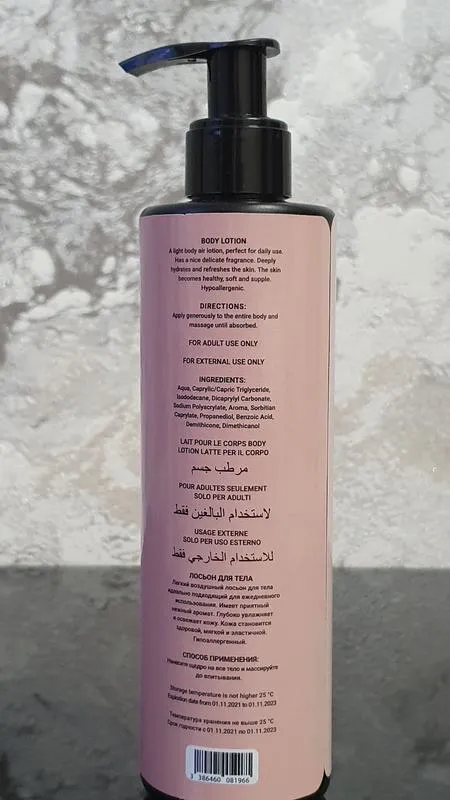 BODY LOTION
A light body air lotion, perfect for daily use.
Has a nice delicate fragrance. Deeply
hydrates and refreshes the skin. The skin
becomes healthy, soft and supple.
Hypoallergenic.
DIRECTIONS:
Apply generously to the entire body and
massage until absorbed.
FOR ADULT USE ONLY
FOR EXTERNAL USE ONLY
INGREDIENTS:
Aqua, Caprylic/Capric Triglyceride,
Isododecane, Dicaprylyl Carbonate,
Sodium Polyacrylate, Aroma, Sorbitian
Caprylate, Propanediol, Benzoic Acid,
Demithicone, Dimethicanol
LAIT POUR LE CORPS BODY
LOTION LATTE PER IL CORPO
مرطب جسم
POUR ADULTES SEULEMENT
SOLO PER ADULTI
لاستخدام البالغين فقط
USAGE EXTERNE
SOLO PER USO ESTERNO
للاستخدام الخارجي فقط
ЛОСЬОН ДЛЯ ТЕЛА
Легкий воздушный лосьон для тела
идеально подходящий для ежедневного
использования. Имеет приятный
нежный аромат. Глубоко увлажняет
и освежает кожу. Кожа становится
здоровой, мягкой и эластичной.
Гипоаллергенный.
СПОСОБ ПРИМЕНЕНИЯ:
Нанесите щедро на все тело и массируйте
до впитывания.
Storage temperature is not higher 25 °C
Expiration date from 01.11.2021 to 01.11.2023
Температура хранения не выше 25 °C
Срок годности с 01.11.2021 по 01.11.2023
3 386460 081966